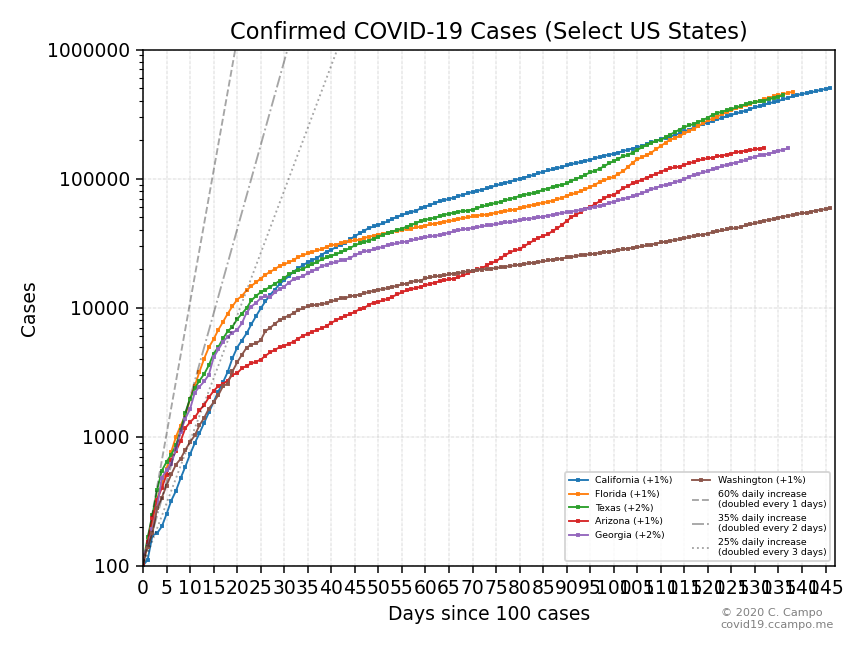 Confirmed COVID-19 Cases (Select US States)
1000000
100000
10000
1000
100
Cases
0 5 10 15 20 25 30 35 40 45 50 55 60 65 70 75 80 85 90 95 100 105 110 115 120 125 130 135 140 145
Days since 100 cases
California (+1%)
Florida (+1%)
Texas (+2%)
Arizona (+1%)
Georgia (+2%)
Washington (+1%)
60% daily increase
(doubled every 1 days)
35% daily increase
(doubled every 2 days)
25% daily increase
(doubled every 3 days)
© 2020 C. Campo
covid19.ccampo.me